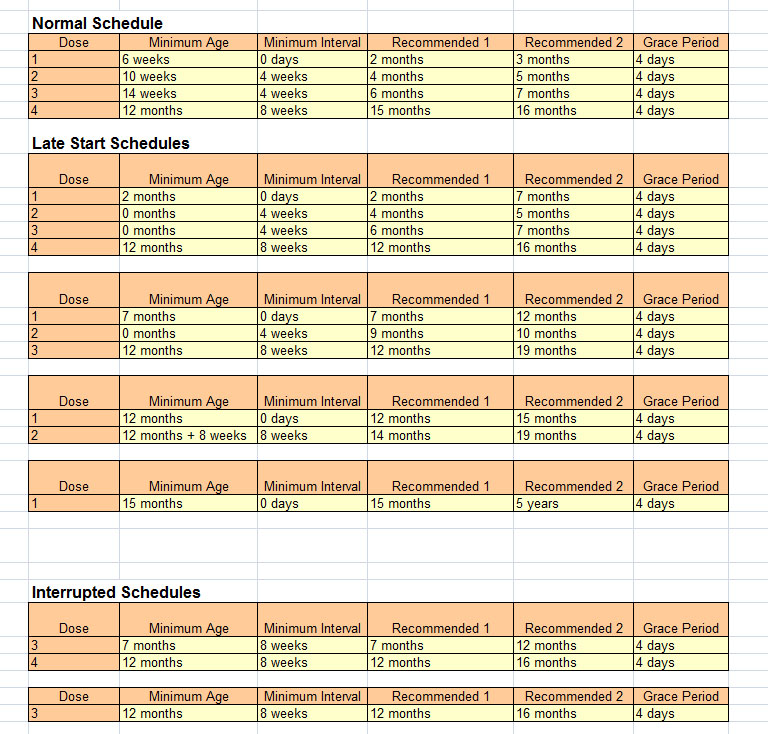 Normal Schedule
Dose Minimum Age Minimum Interval Recommended 1 Recommended 2 Grace Period
1 6 weeks 0 days 2 months 3 months 4 days
2 10 weeks 4 weeks 4 months 5 months 4 days
3 14 weeks 4 weeks 6 months 7 months 4 days
4 12 months 8 weeks 15 months 16 months 4 days
Late Start Schedules
Dose Minimum Age Minimum Interval Recommended 1 Recommended 2 Grace Period
1 2 months 0 days 2 months 7 months 4 days
2 0 months 4 weeks 4 months 5 months 4 days
3 0 months 4 weeks 6 months 7 months 4 days
4 12 months 8 weeks 12 months 16 months 4 days
Dose Minimum Age Minimum Interval Recommended 1 Recommended 2 Grace Period
1 7 months 0 days 7 months 12 months 4 days
2 0 months 4 weeks 9 months 10 months 4 days
3 12 months 8 weeks 12 months 19 months 4 days
Dose Minimum Age Minimum Interval Recommended 1 Recommended 2 Grace Period
1 12 months 0 days 12 months 15 months 4 days
2 12 months + 8 weeks 8 weeks 14 months 19 months 4 days
Dose Minimum Age Minimum Interval Recommended 1 Recommended 2 Grace Period
1 15 months 0 days 15 months 5 years 4 days
Interrupted Schedules
Dose Minimum Age Minimum Interval Recommended 1 Recommended 2 Grace Period
3 7 months 8 weeks 7 months 12 months 4 days
4 12 months 8 weeks 12 months 16 months 4 days
Dose Minimum Age Minimum Interval Recommended 1 Recommended 2 Grace Period
3 12 months 8 weeks 12 months 16 months 4 days